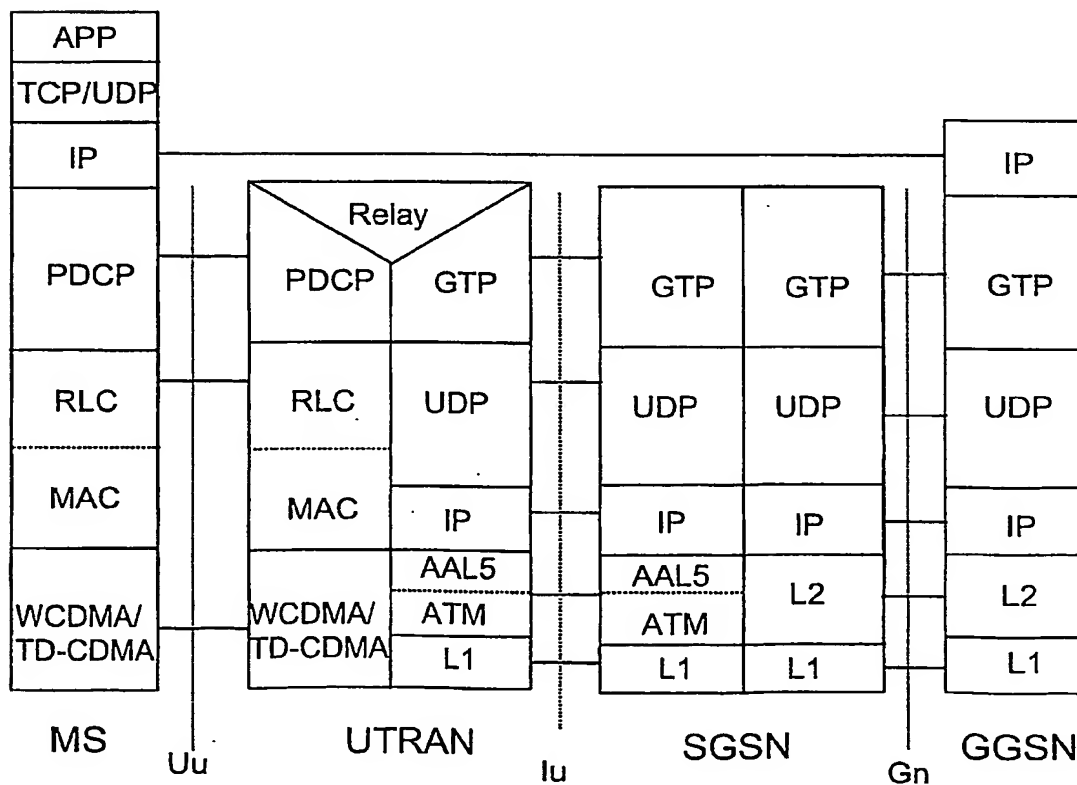 APP
TCP/UDP
IP
IP
Relay
PDCP
PDCP
GTP
GTP
GTP
GTP
RLC
RLC
UDP
UDP
UDP
UDP
MAC
MAC
IP
IP
IP
IP
AAL5
AAL5
L2
L2
ATM
ATM
WCDMA/
TD-CDMA
WCDMA/
TD-CDMA
L1
L1
L1
L1
MS
UTRAN
SGSN
GGSN
Uu
Iu
Gn